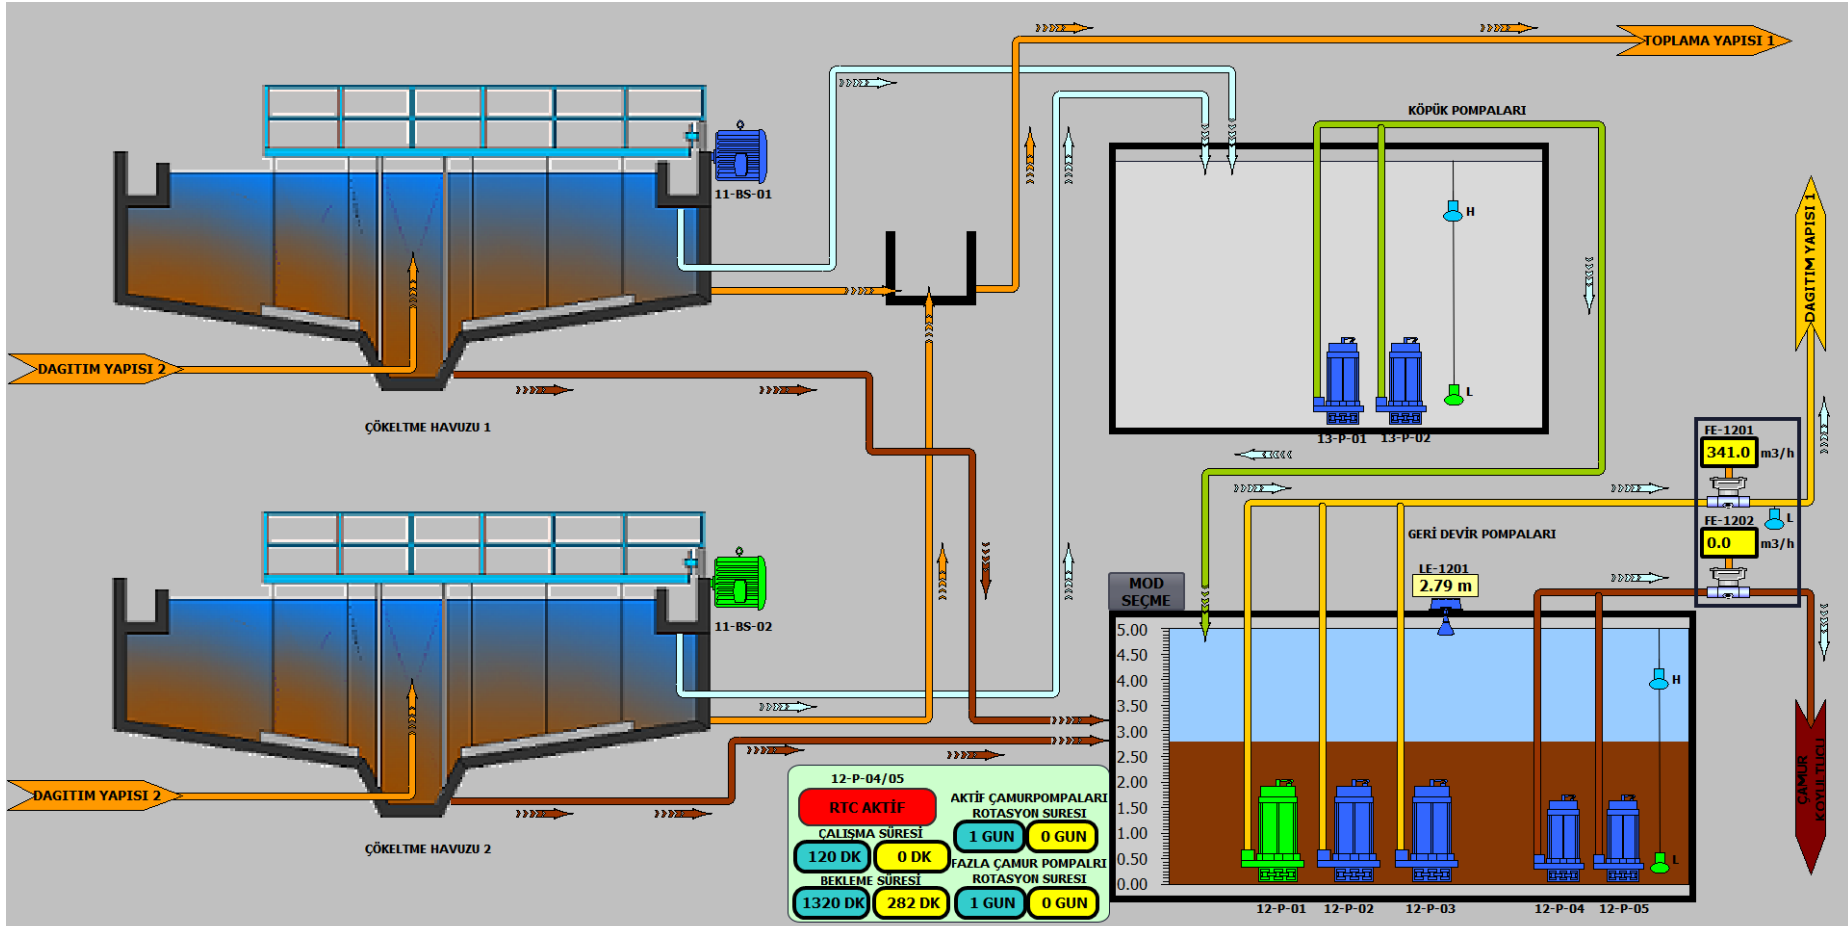 TOPLAMA YAPISI 1
KÖPÜK POMPALARI
11-BS-01
H
DAGITIM YAPISI 1
L
DAGITIM YAPISI 2
ÇÖKELTME HAVUZU 1
13-P-01
13-P-02
FE-1201
341.0 m3/h
L
FE-1202
0.0 m3/h
GERİ DEVİR POMPALARI
LE-1201
2.79 m
MOD
SEÇME
11-BS-02
5.00
4.50
4.00
3.50
3.00
2.50
2.00
1.50
1.00
0.50
0.00
H
L
ÇAMUR
KOYULTUCU
DAGITIM YAPISI 2
ÇÖKELTME HAVUZU 2
12-P-04/05
RTC AKTİF
ÇALIŞMA SÜRESİ
120 DK
0 DK
BEKLEME SÜRESİ
1320 DK
282 DK
AKTİF ÇAMURPOMPALARI
ROTASYON SURESI
1 GUN
0 GUN
FAZLA ÇAMUR POMPALRI
ROTASYON SURESI
1 GUN
0 GUN
12-P-01
12-P-02
12-P-03
12-P-04
12-P-05